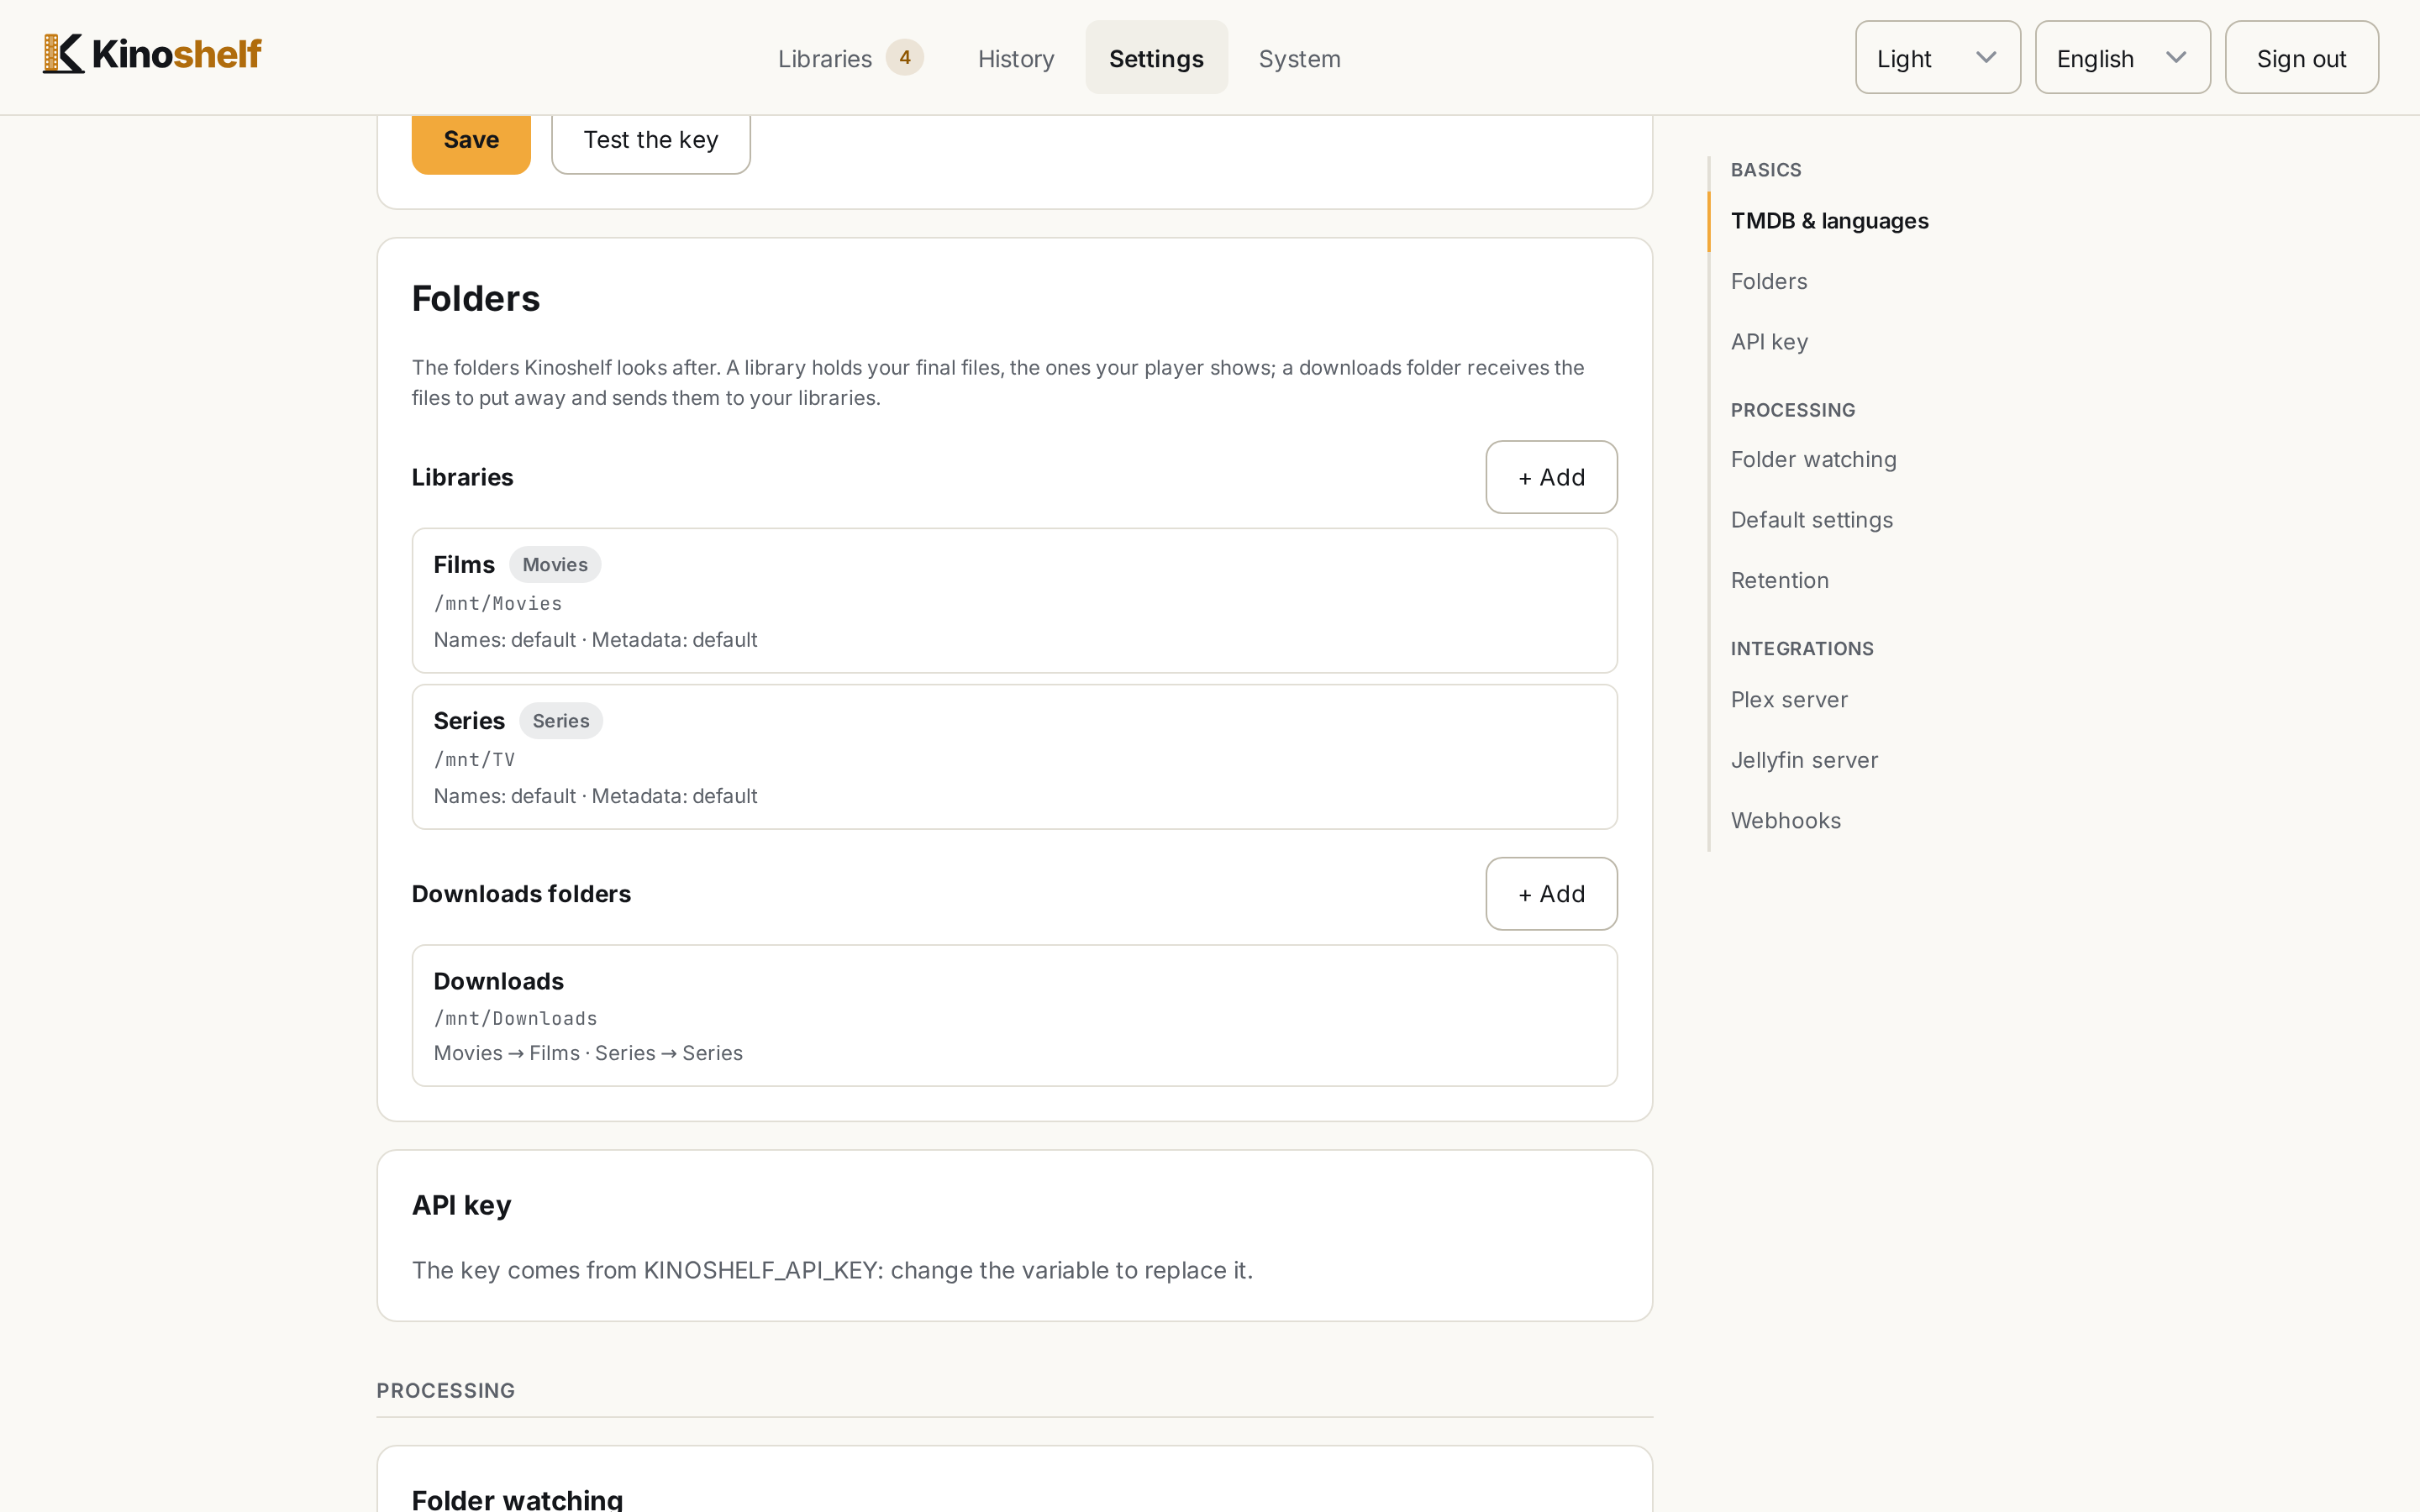 Kinoshelf
Libraries 4
History
Settings
System
Light
English
Sign out
Save
Test the key
Folders
The folders Kinoshelf looks after. A library holds your final files, the ones your player shows; a downloads folder receives the
files to put away and sends them to your libraries.
Libraries
+ Add
Films Movies
/mnt/Movies
Names: default · Metadata: default
Series Series
/mnt/TV
Names: default · Metadata: default
Downloads folders
+ Add
Downloads
/mnt/Downloads
Movies → Films · Series → Series
API key
The key comes from KINOSHELF_API_KEY: change the variable to replace it.
PROCESSING
Folder watching
BASICS
TMDB & languages
Folders
API key
PROCESSING
Folder watching
Default settings
Retention
INTEGRATIONS
Plex server
Jellyfin server
Webhooks